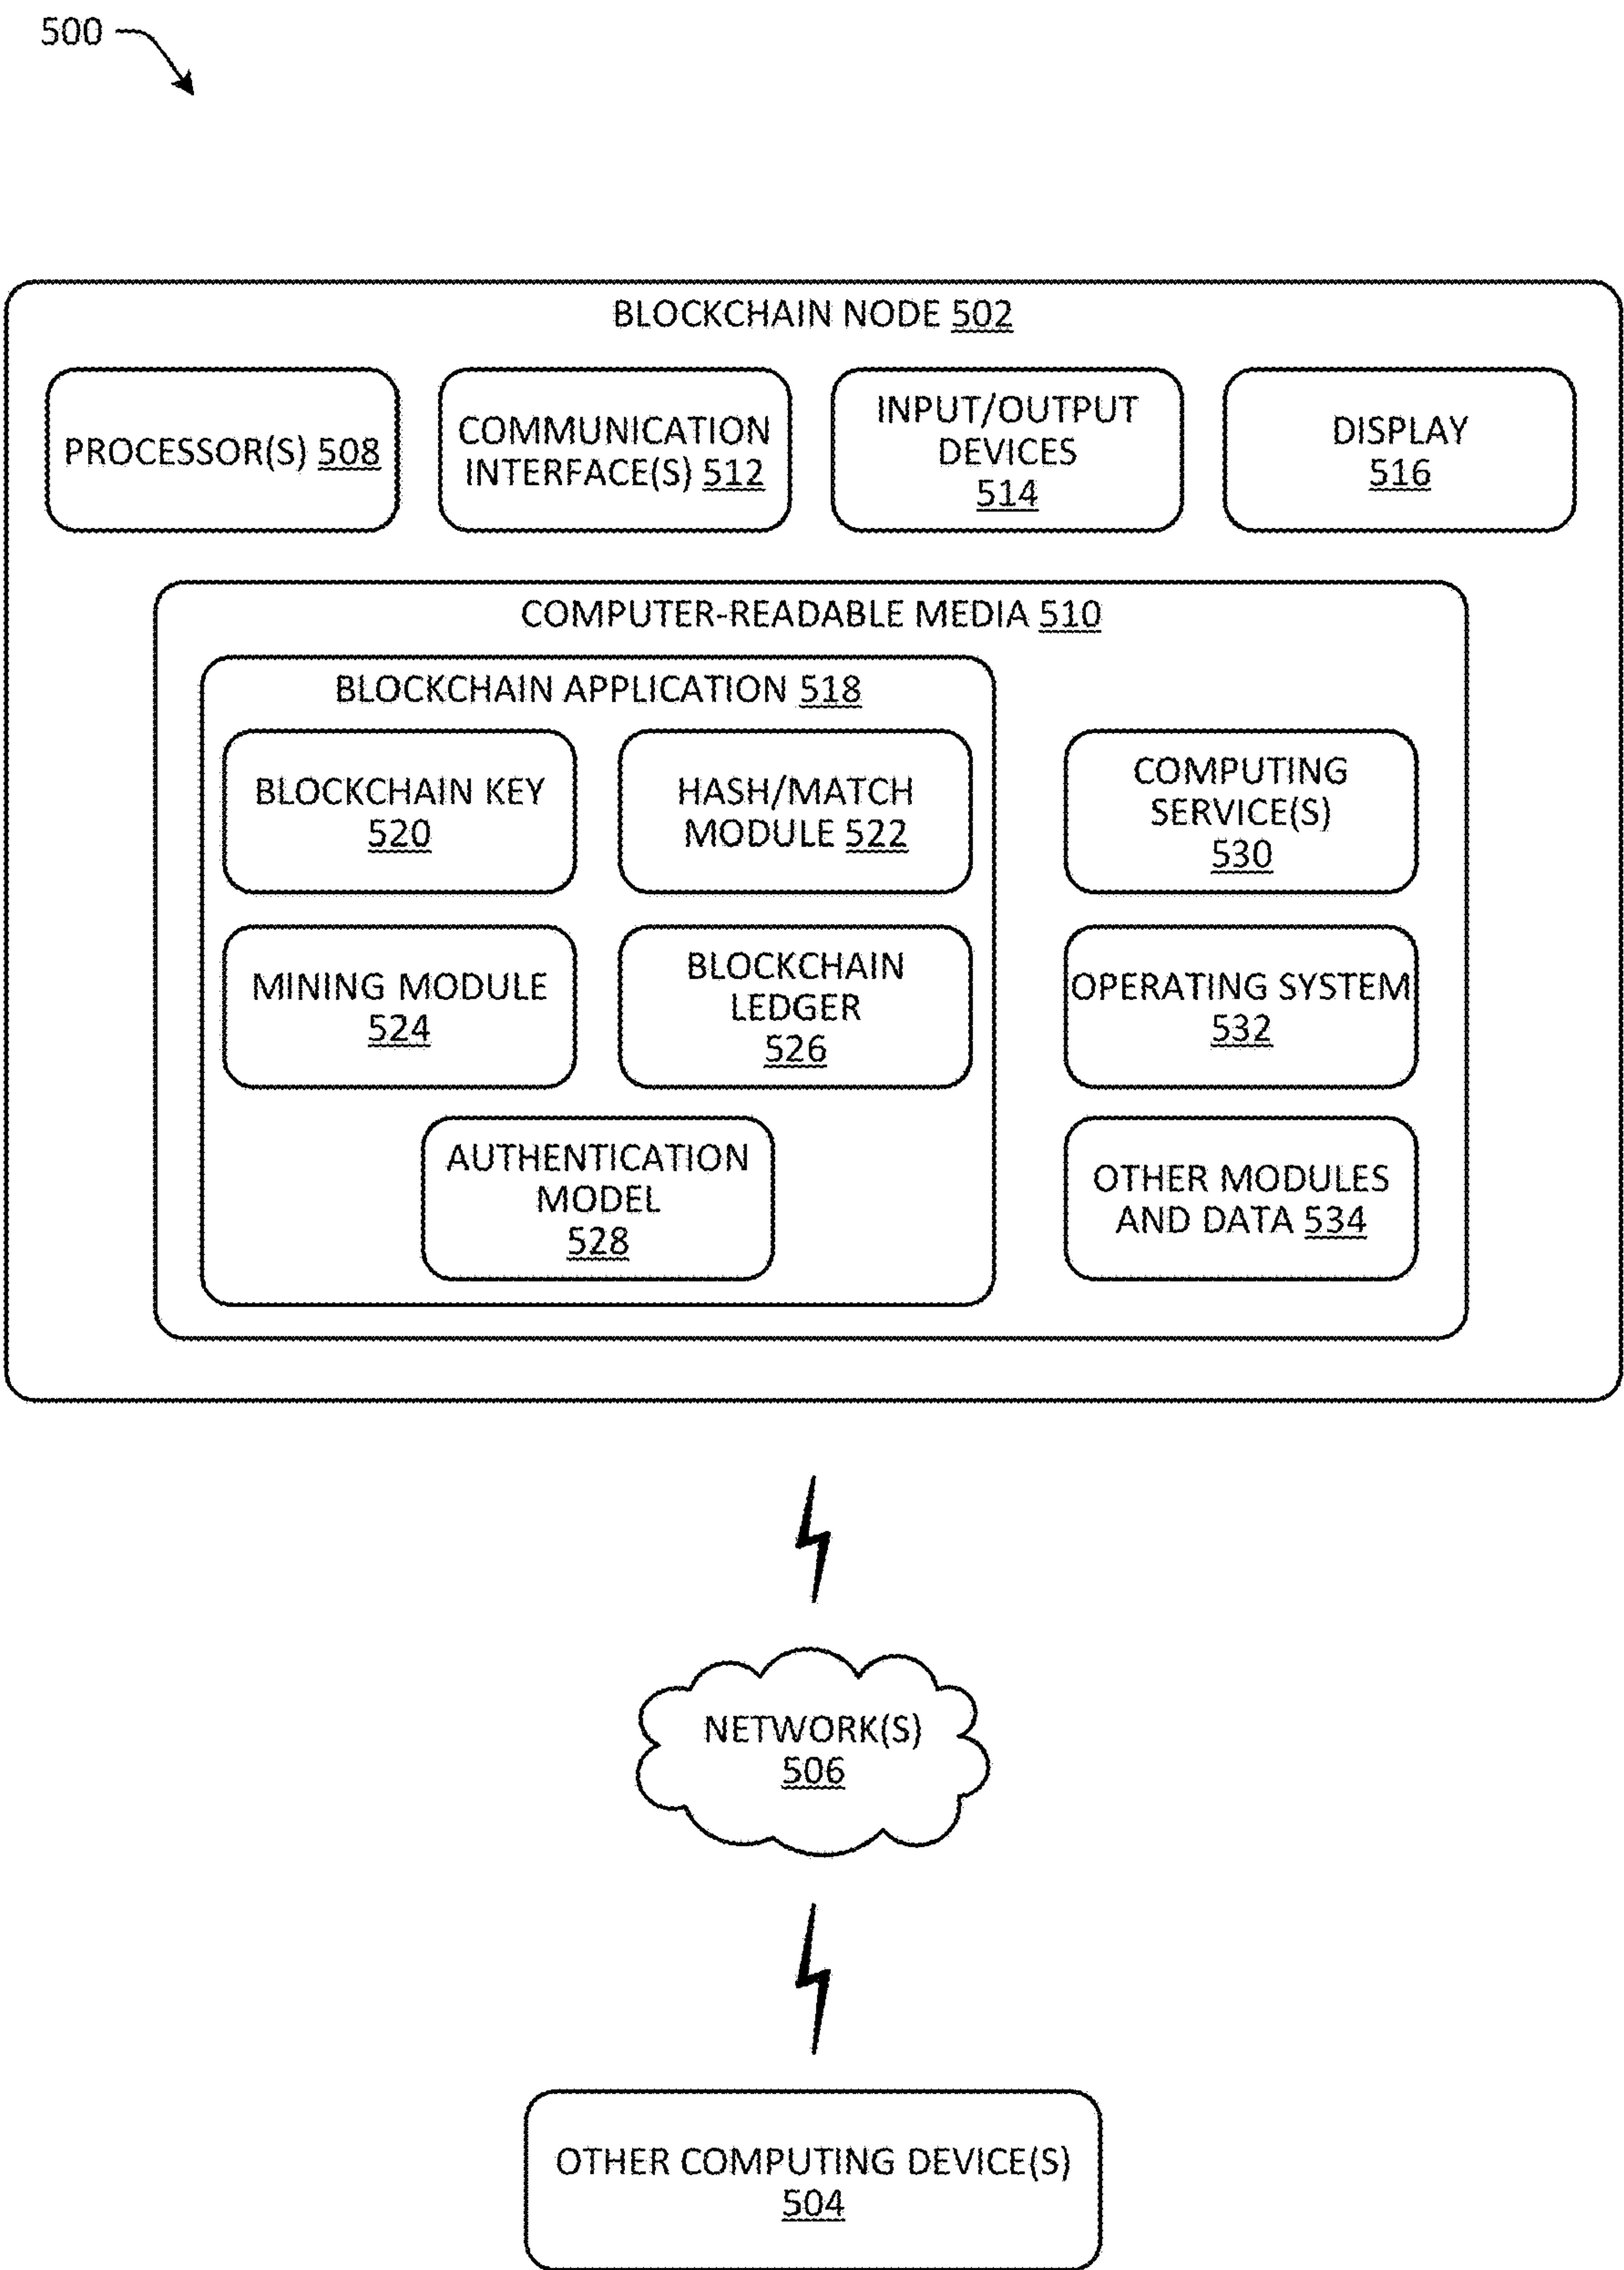 500
BLOCKCHAIN NODE 502
PROCESSOR(S) 508
COMMUNICATION
INTERFACE(S) 512
INPUT/OUTPUT
DEVICES
514
DISPLAY
516
COMPUTER-READABLE MEDIA 510
BLOCKCHAIN APPLICATION 518
BLOCKCHAIN KEY
520
HASH/MATCH
MODULE 522
COMPUTING
SERVICE(S)
530
MINING MODULE
524
BLOCKCHAIN
LEDGER
526
OPERATING SYSTEM
532
AUTHENTICATION
MODEL
528
OTHER MODULES
AND DATA 534
NETWORK(S)
506
OTHER COMPUTING DEVICE(S)
504